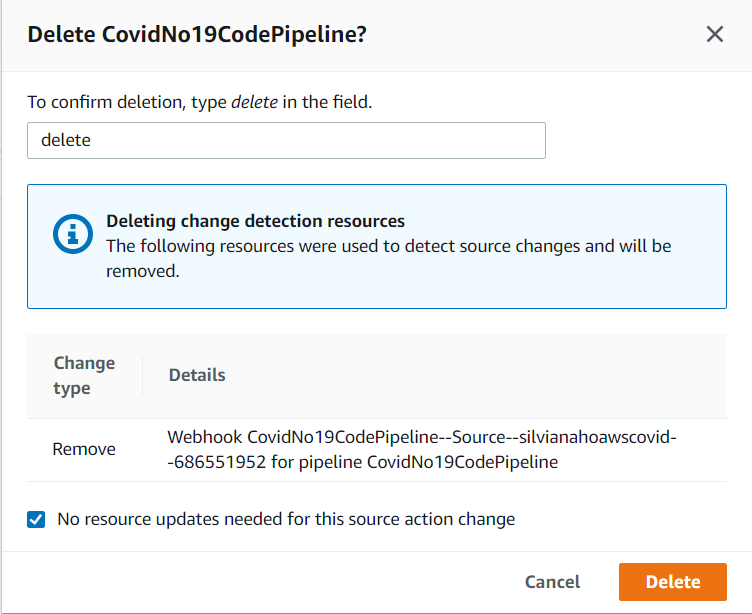 Delete CovidNo19CodePipeline?
To confirm deletion, type delete in the field.
delete
Deleting change detection resources
The following resources were used to detect source changes and will be
removed.
Change
type
Details
Remove
Webhook CovidNo19CodePipeline--Source--silvianahoawscovid-
-686551952 for pipeline CovidNo19CodePipeline
No resource updates needed for this source action change
Cancel
Delete